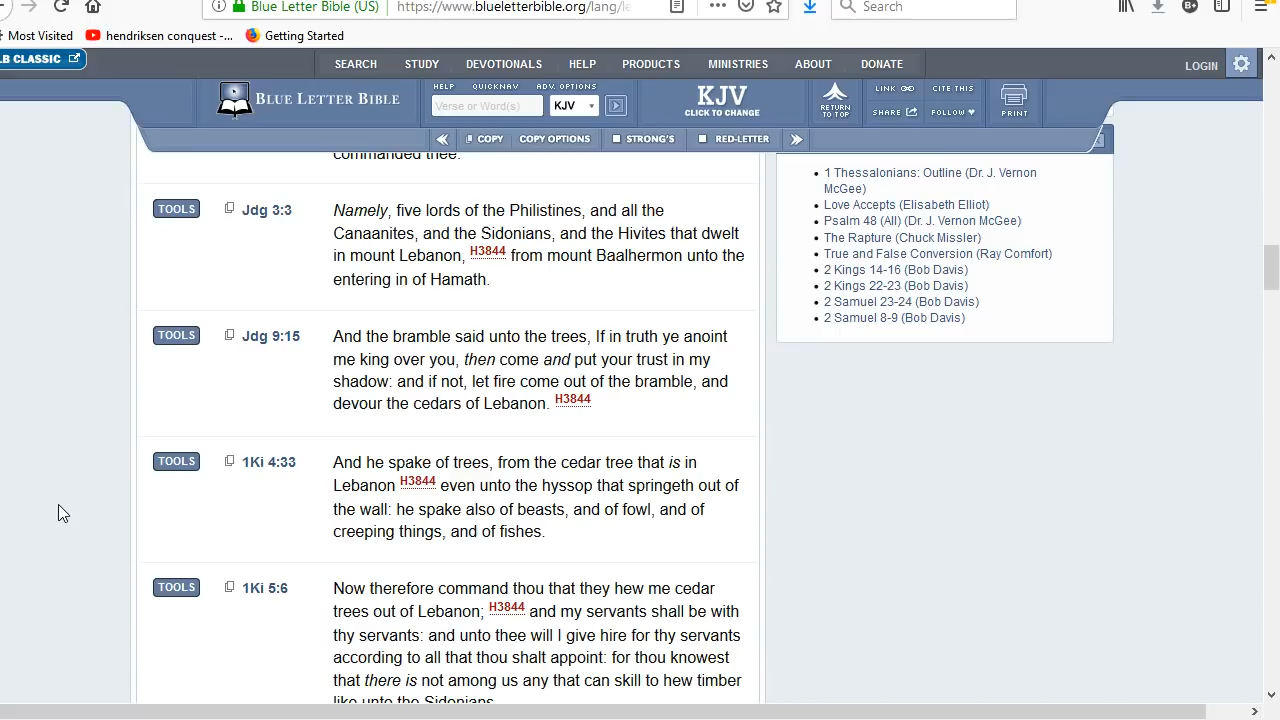 Blue Letter Bible (US)
https://www.blueletterbible.org/lang/le
Search
Most Visited
hendriksen conquest -...
Getting Started
LB CLASSIC
SEARCH STUDY DEVOTIONALS HELP PRODUCTS MINISTRIES ABOUT DONATE
LOGIN
BLUE LETTER BIBLE
HELP QUICKNAV ADV. OPTIONS
Verse or Word(s) KJV
KJV
CLICK TO CHANGE
RETURN
TO TOP
LINK CITE THIS
SHARE FOLLOW
PRINT
COPY COPY OPTIONS STRONG'S RED-LETTER
commanded thee.
TOOLS Jdg 3:3
Namely, five lords of the Philistines, and all the
Canaanites, and the Sidonians, and the Hivites that dwelt
in mount Lebanon, H3844 from mount Baalhermon unto the
entering in of Hamath.
TOOLS Jdg 9:15
And the bramble said unto the trees, If in truth ye anoint
me king over you, then come and put your trust in my
shadow: and if not, let fire come out of the bramble, and
devour the cedars of Lebanon. H3844
TOOLS 1Ki 4:33
And he spake of trees, from the cedar tree that is in
Lebanon H3844 even unto the hyssop that springeth out of
the wall: he spake also of beasts, and of fowl, and of
creeping things, and of fishes.
TOOLS 1Ki 5:6
Now therefore command thou that they hew me cedar
trees out of Lebanon; H3844 and my servants shall be with
thy servants: and unto thee will I give hire for thy servants
according to all that thou shalt appoint: for thou knowest
that there is not among us any that can skill to hew timber
like unto the Sidonians.
1 Thessalonians: Outline (Dr. J. Vernon
McGee)
Love Accepts (Elisabeth Elliot)
Psalm 48 (All) (Dr. J. Vernon McGee)
The Rapture (Chuck Missler)
True and False Conversion (Ray Comfort)
2 Kings 14-16 (Bob Davis)
2 Kings 22-23 (Bob Davis)
2 Samuel 23-24 (Bob Davis)
2 Samuel 8-9 (Bob Davis)